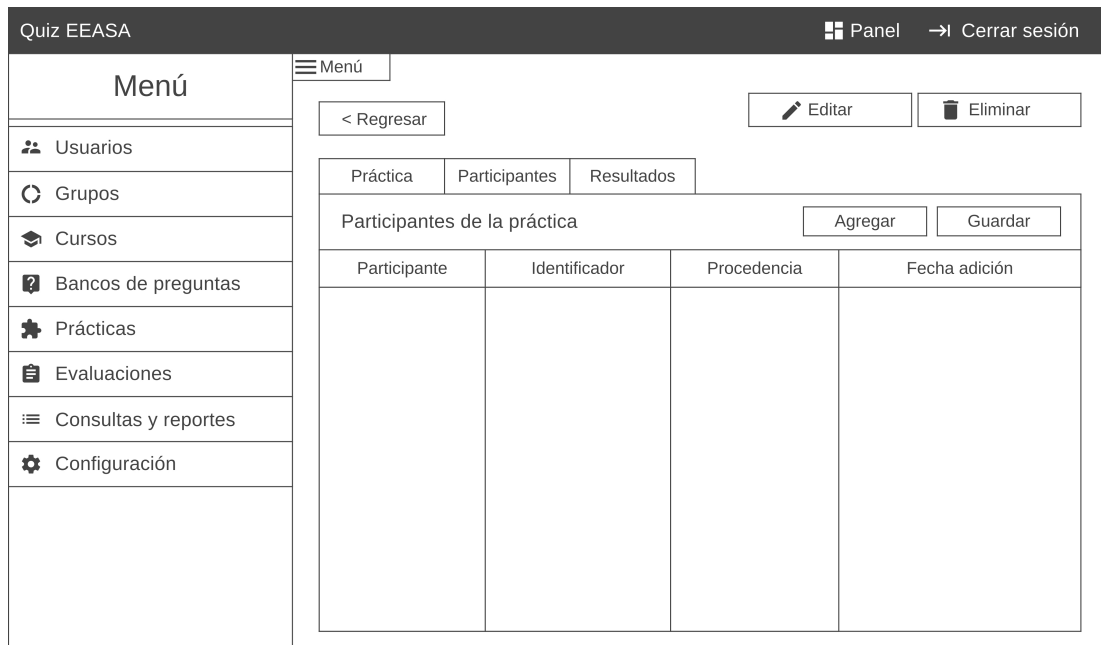 Quiz EEASA
Panel
Cerrar sesión
Menú
Usuarios
Grupos
Cursos
Bancos de preguntas
Prácticas
Evaluaciones
Consultas y reportes
Configuración
Menú
< Regresar
Editar
Eliminar
Práctica
Participantes
Resultados
Participantes de la práctica
Agregar
Guardar
Participante
Identificador
Procedencia
Fecha adición